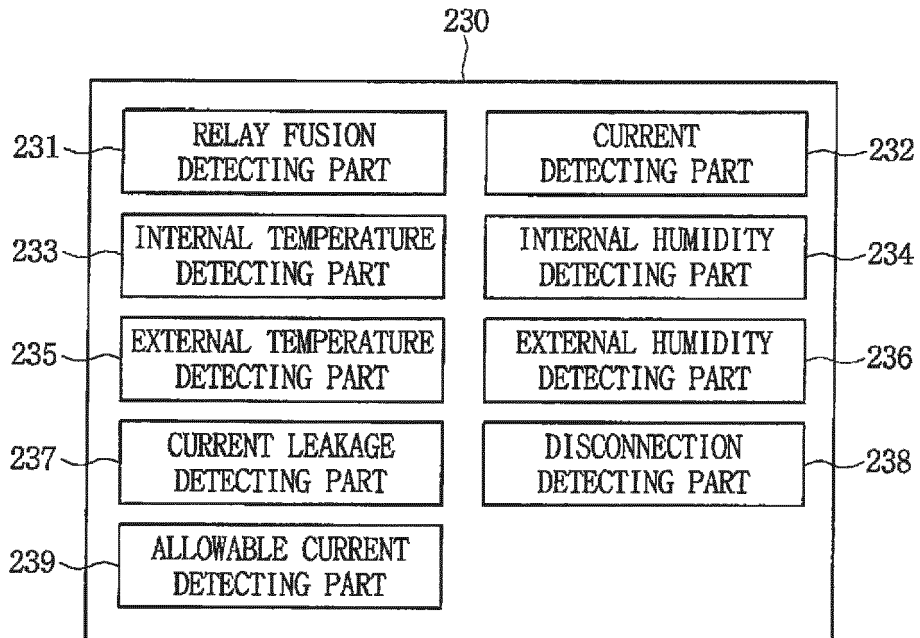 230
231
RELAY FUSION
DETECTING PART
CURRENT
DETECTING PART
232
233
INTERNAL TEMPERATURE
DETECTING PART
INTERNAL HUMIDITY
DETECTING PART
234
235
EXTERNAL TEMPERATURE
DETECTING PART
EXTERNAL HUMIDITY
DETECTING PART
236
237
CURRENT LEAKAGE
DETECTING PART
DISCONNECTION
DETECTING PART
238
239
ALLOWABLE CURRENT
DETECTING PART